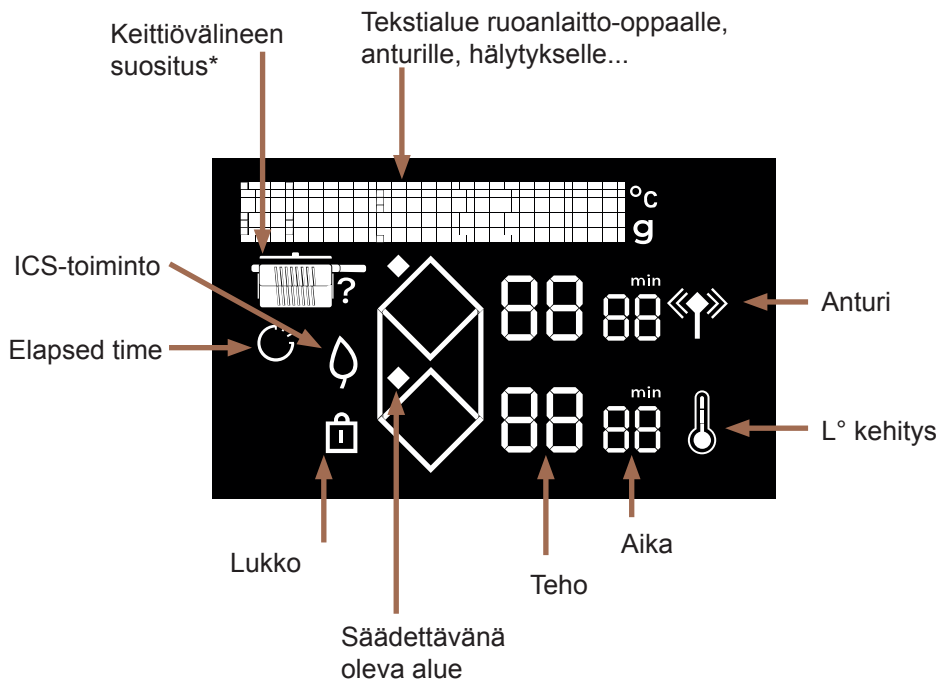 Keittiövälineen
suositus*
Tekstialue ruoanlaitto-oppaalle,
anturille, hälytykselle...
°c
g
ICS-toiminto
?
Elapsed time
88
min
88
Anturi
88
min
88
L° kehitys
Lukko
Aika
Teho
Säädettävänä
oleva alue